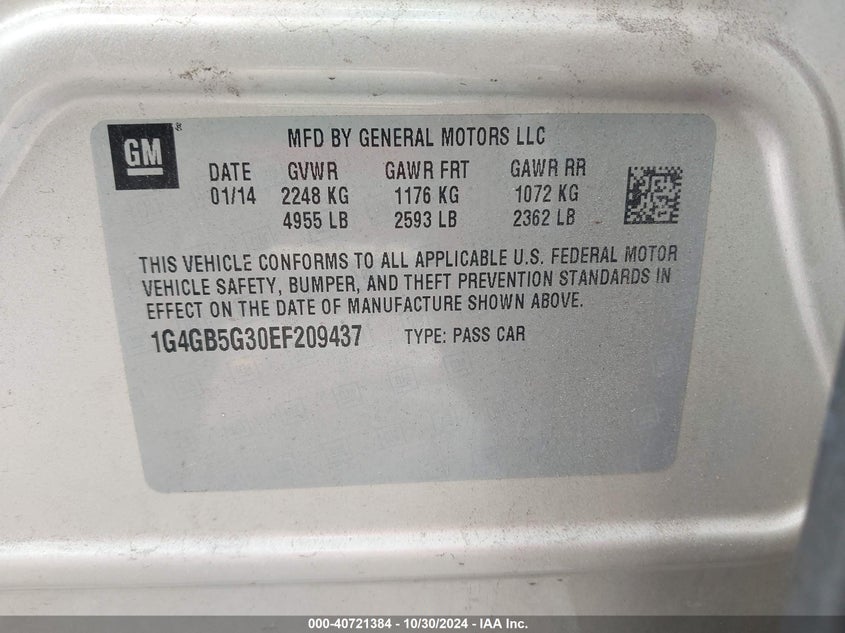 GM
MFD BY GENERAL MOTORS LLC
DATE GVWR GAWR FRT GAWR RR
01/14 2248 KG 1176 KG 1072 KG
4955 LB 2593 LB 2362 LB
THIS VEHICLE CONFORMS TO ALL APPLICABLE U.S. FEDERAL MOTOR
VEHICLE SAFETY, BUMPER, AND THEFT PREVENTION STANDARDS IN
EFFECT ON THE DATE OF MANUFACTURE SHOWN ABOVE.
1G4GB5G30EF209437 TYPE: PASS CAR
000-40721384 - 10/30/2024 - IAA Inc.